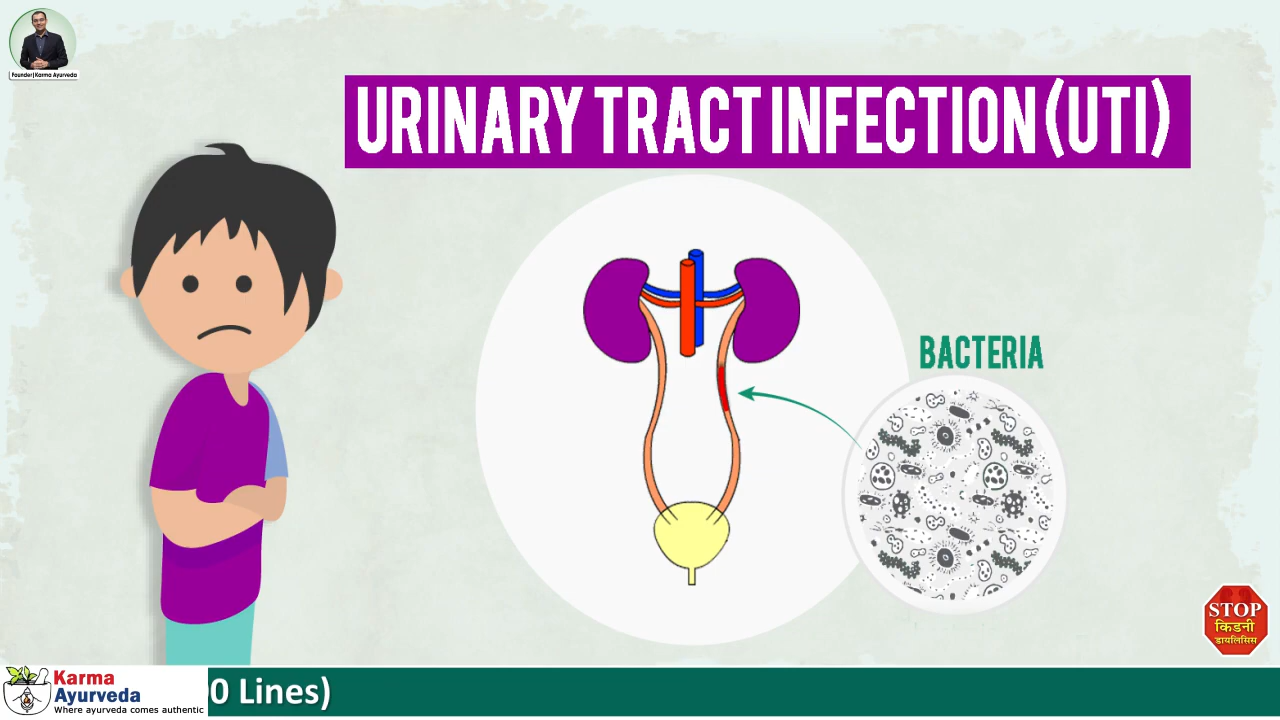 Founder|Karma Ayurveda
URINARY TRACT INFECTION (UTI)
BACTERIA
STOP
किडनी
डायलिसिस
0 Lines)
Karma
Ayurveda
Where ayurveda comes authentic